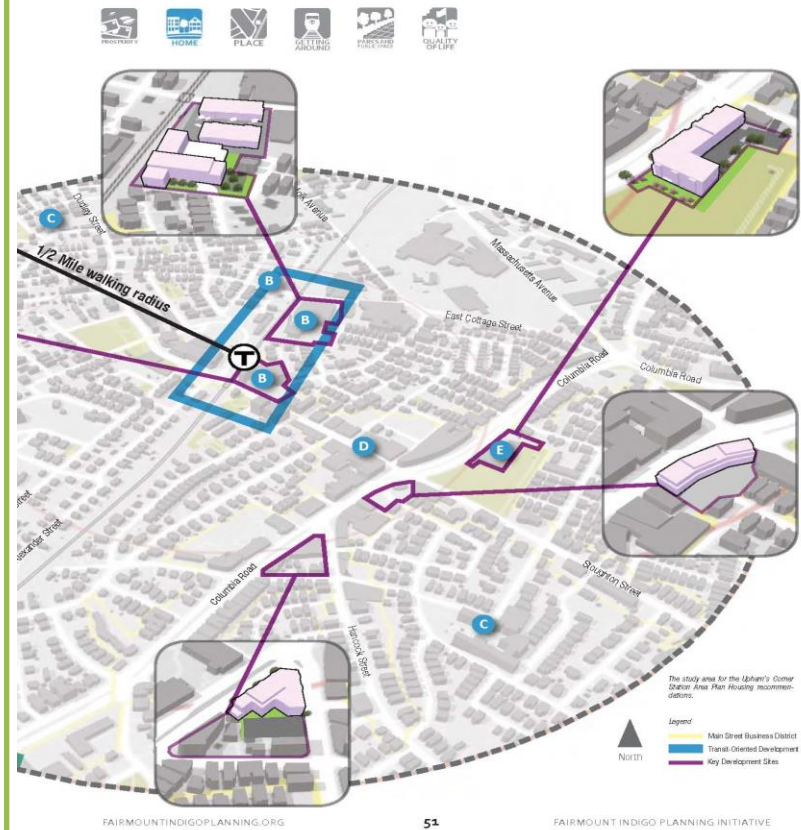 PROSPERITY
HOME
PLACE
GETTING
AROUND
PARKS AND
PUBLIC SPACE
QUALITY
OF LIFE
C
Dudley Street
Avenue
1/2 Mile walking radius
Massachusetts Avenue
B
B
East Cottage Street
T
B
Columbia Road
Columbia Road
D
E
Street
Alexander Street
Columbia Road
Stoughton Street
C
Hancock Street
The study area for the Upham's Corner
Station Area Plan Housing recommen-
dations.
Legend
Main Street Business District
Transit-Oriented Development
Key Development Sites
North
FAIRMOUNTINDIGOPLANNING.ORG
51
FAIRMOUNT INDIGO PLANNING INITIATIVE